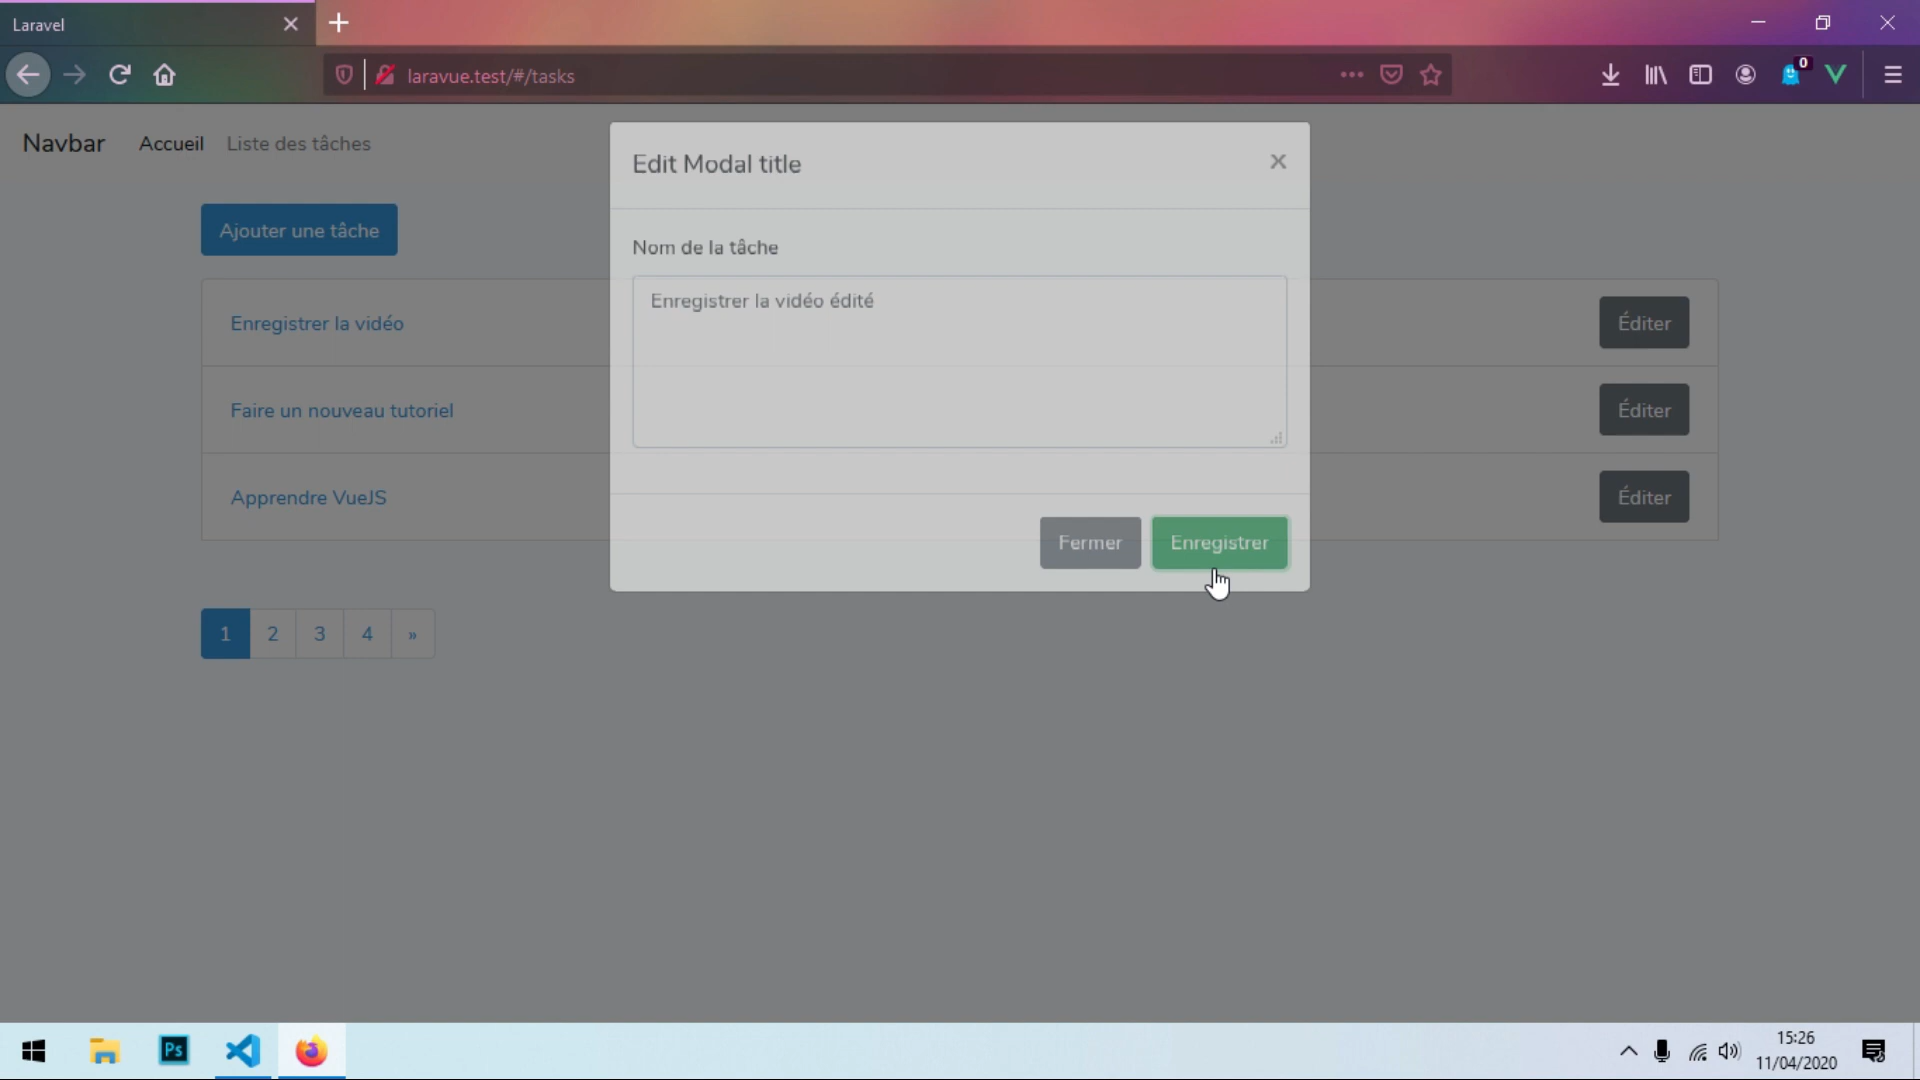 Laravel
laravue.test/#/tasks
0
Navbar Accueil Liste des tâches
Edit Modal title
Ajouter une tâche
Nom de la tâche
Enregistrer la vidéo édité
Enregistrer la vidéo Éditer
Faire un nouveau tutoriel Éditer
Apprendre VueJS Éditer
Fermer Enregistrer
1 2 3 4 »
Ps
15:26
11/04/2020